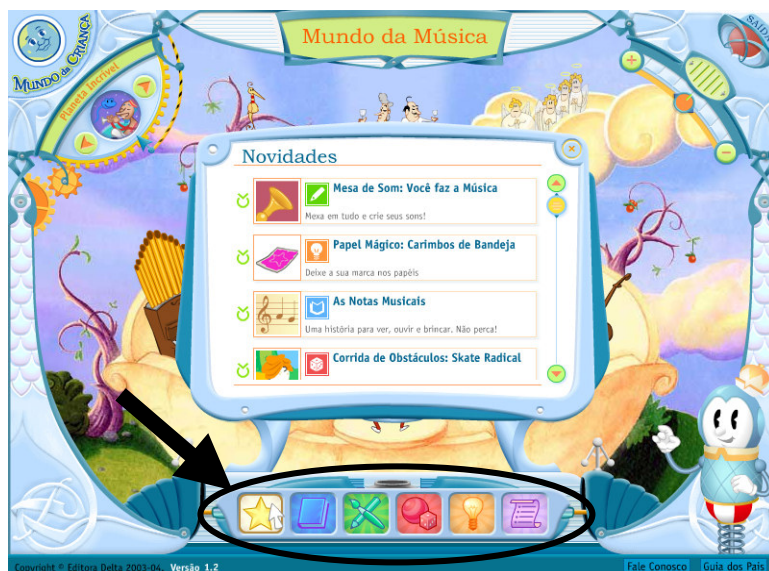 MUNDO da CRIANÇA
Planeta Incrível
Mundo da Música
SAÍDA
Novidades
Mesa de Som: Você faz a Música
Mexa em tudo e crie seus sons!
Papel Mágico: Carimbos de Bandeja
Deixe a sua marca nos papéis
As Notas Musicais
Uma história para ver, ouvir e brincar. Não perca!
Corrida de Obstáculos: Skate Radical
Copyright © Editora Delta 2003-04. Versão 1.2
Fale Conosco
Guia dos Pais